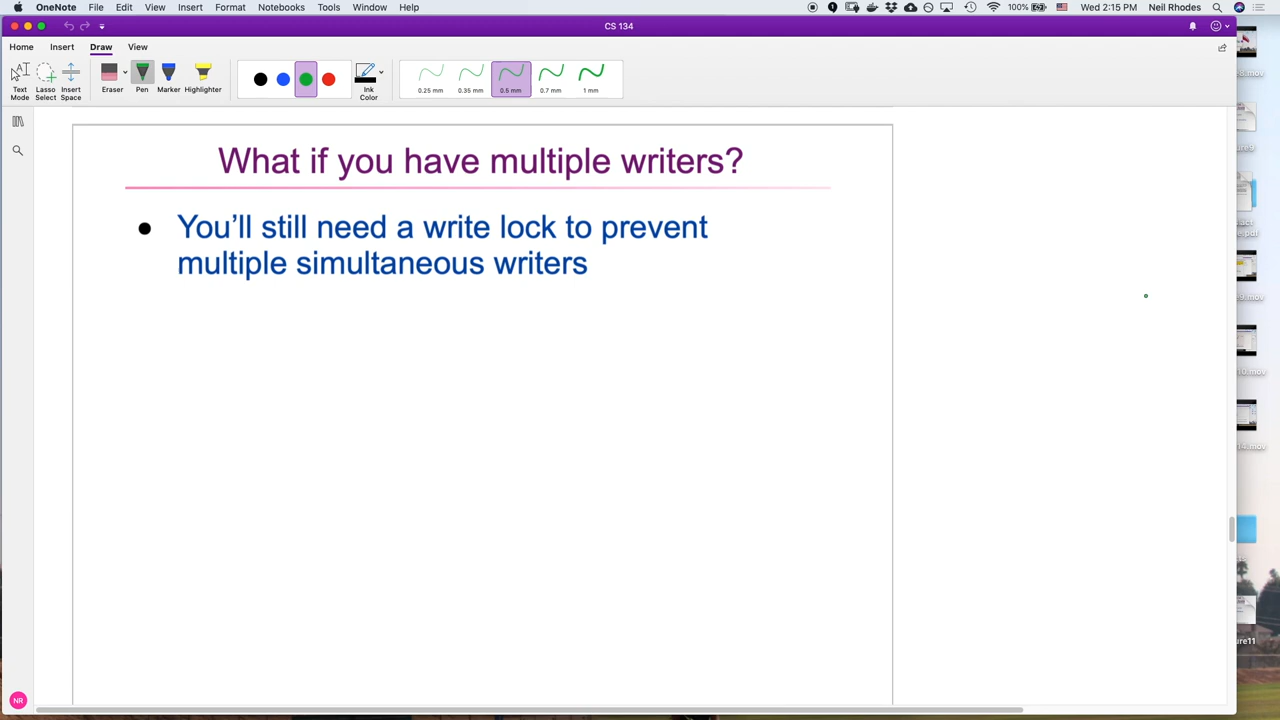 OneNote File Edit View Insert Format Notebooks Tools Window Help 100% Wed 2:15 PM Neil Rhodes
CS 134
Home Insert Draw View
Text Mode Lasso Select Insert Space Eraser Pen Marker Highlighter Ink Color 0.25 mm 0.35 mm 0.5 mm 0.7 mm 1 mm
What if you have multiple writers?
● You'll still need a write lock to prevent
multiple simultaneous writers
NR